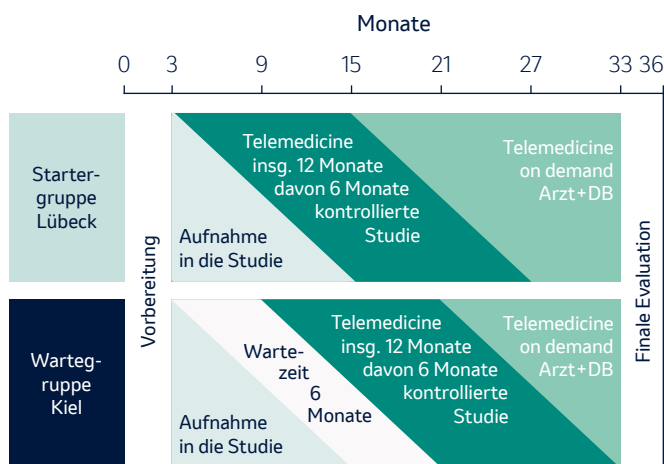 Monate
0 3 9 15 21 27 33 36
Starter-
gruppe
Lübeck
Vorbereitung
Aufnahme
in die Studie
Telemedicine
insg. 12 Monate
davon 6 Monate
kontrollierte
Studie
Telemedicine
on demand
Arzt+DB
Finale Evaluation
Warteg-
gruppe
Kiel
Aufnahme
in die Studie
Warte-
zeit
6
Monate
Telemedicine
insg. 12 Monate
davon 6 Monate
kontrollierte
Studie
Telemedicine
on demand
Arzt+DB